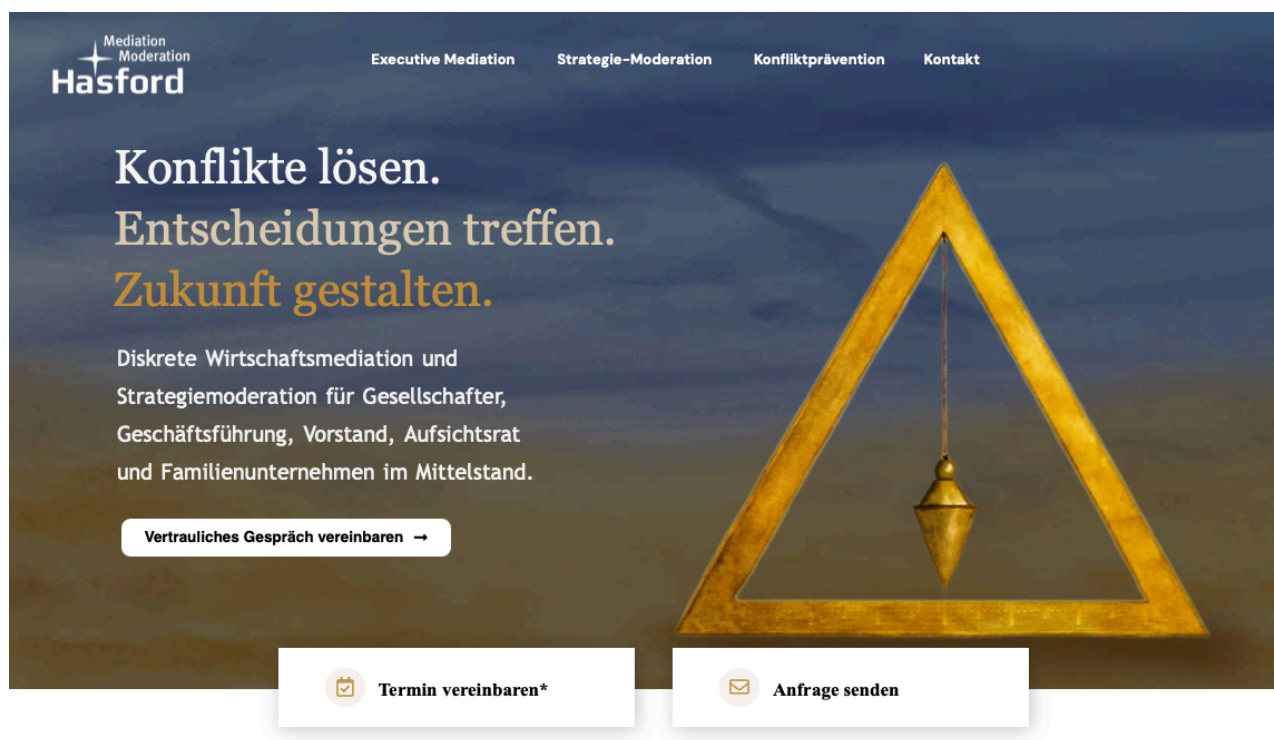 Mediation
Moderation
Hasford
Executive Mediation
Strategie-Moderation
Konfliktprävention
Kontakt
Konflikte lösen.
Entscheidungen treffen.
Zukunft gestalten.
Diskrete Wirtschaftsmediation und
Strategiemoderation für Gesellschafter,
Geschäftsführung, Vorstand, Aufsichtsrat
und Familienunternehmen im Mittelstand.
Vertrauliches Gespräch vereinbaren →
Termin vereinbaren*
Anfrage senden